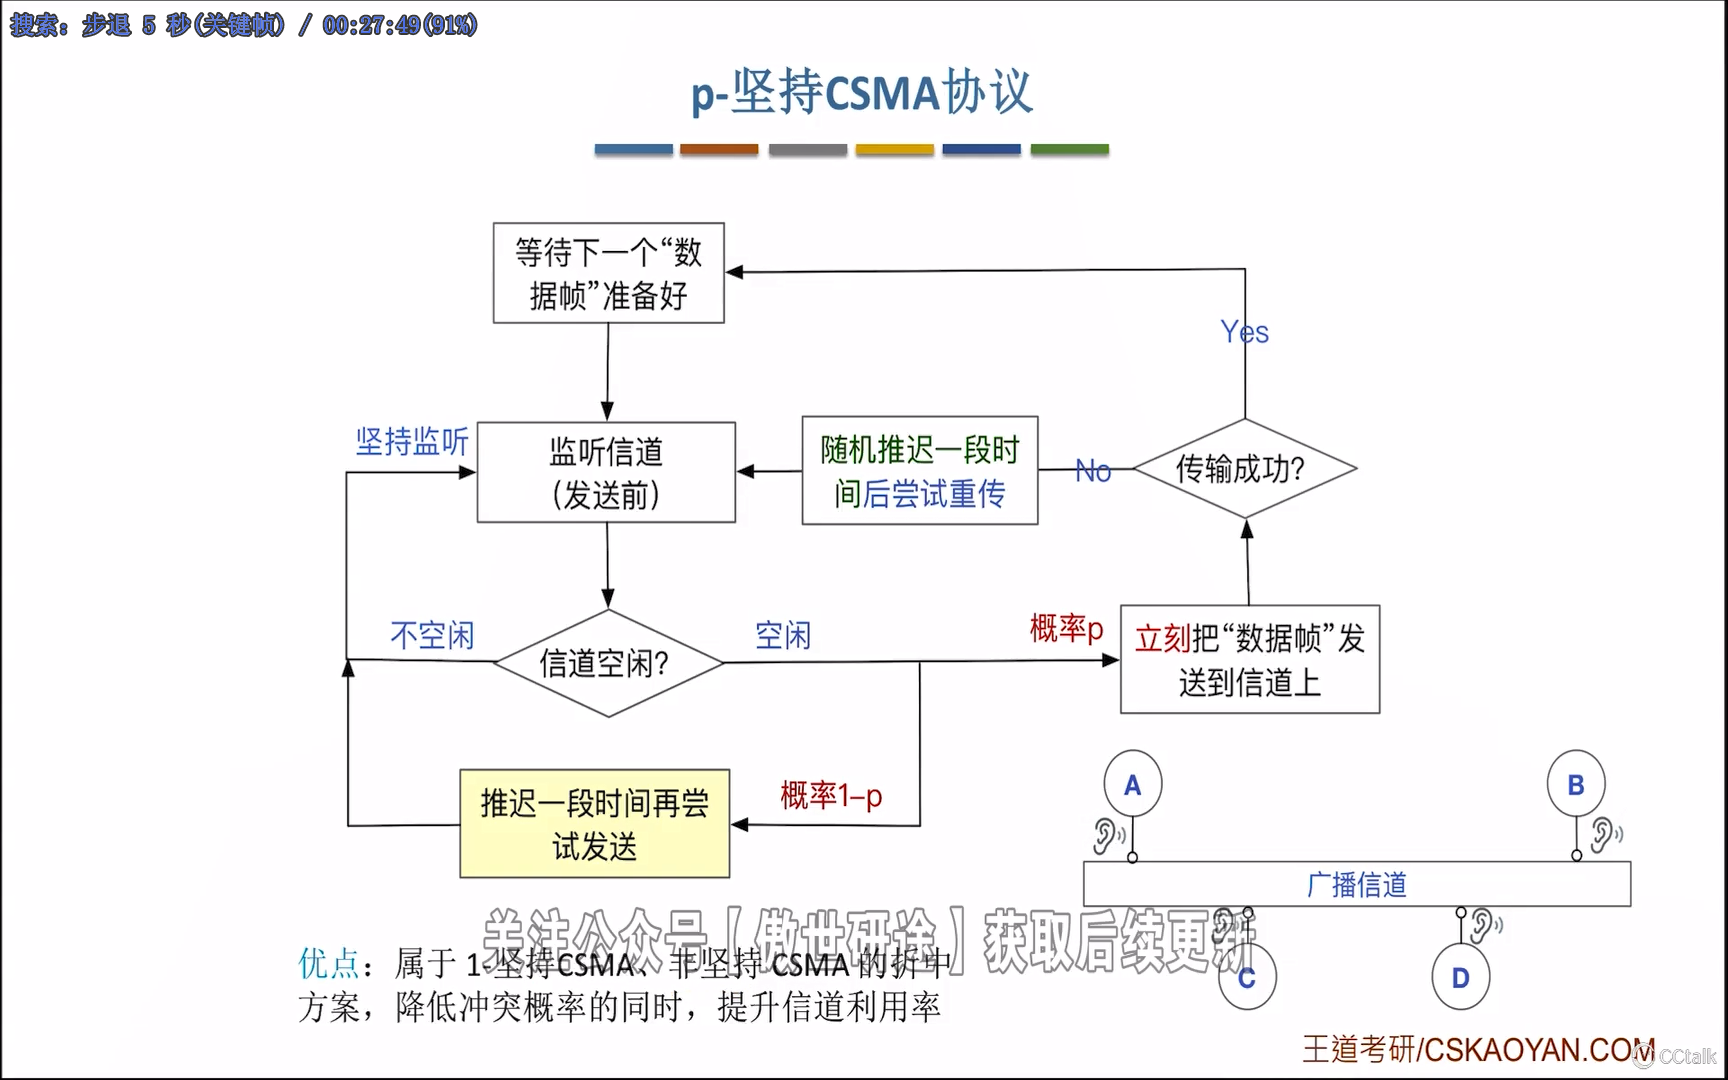 搜索: 步退 5 秒(关键帧) / 00:27:49(91%)
p-坚持CSMA协议
等待下一个“数
据帧”准备好
Yes
坚持监听
监听信道
（发送前）
随机推迟一段时
间后尝试重传
No
传输成功?
不空闲
信道空闲?
空闲
概率p
立刻把“数据帧”发
送到信道上
推迟一段时间再尝
试发送
概率1-p
A
B
广播信道
C
D
关注公众号【傲世研途】获取后续更新
优点：属于 1-坚持CSMA、非坚持 CSMA 的折中
方案，降低冲突概率的同时，提升信道利用率
王道考研/CSKAOYAN.COM
CCtalk